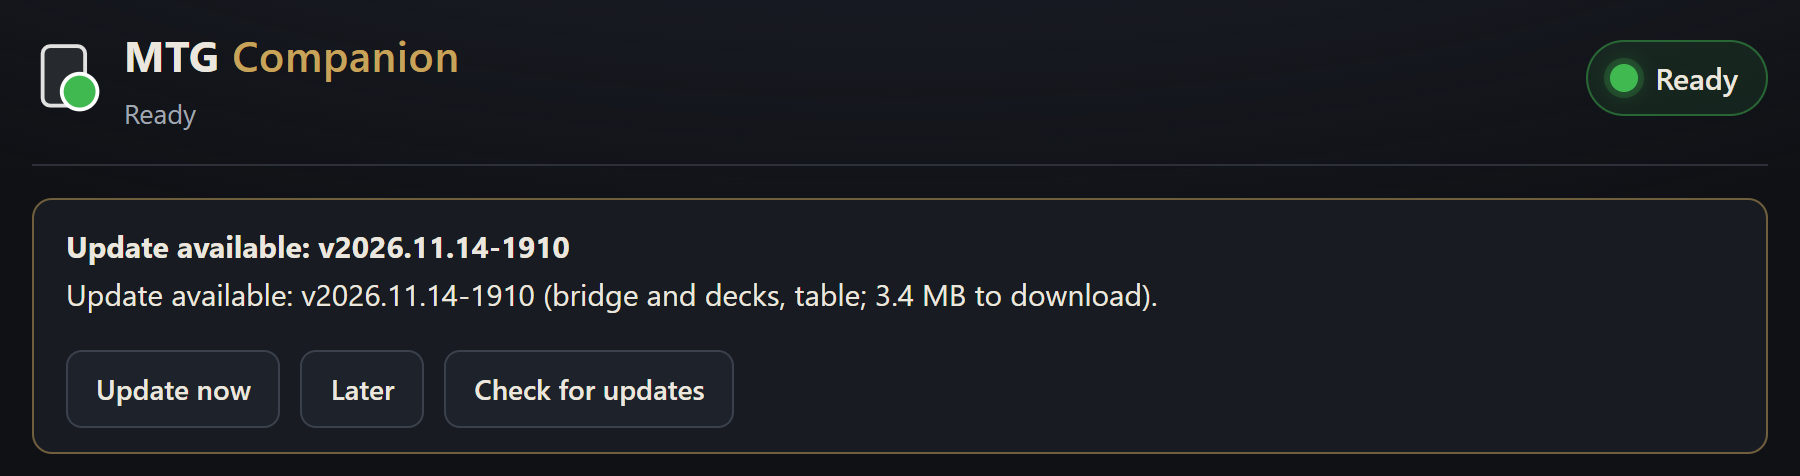 MTG Companion
Ready
Ready
Update available: v2026.11.14-1910
Update available: v2026.11.14-1910 (bridge and decks, table; 3.4 MB to download).
Update now
Later
Check for updates